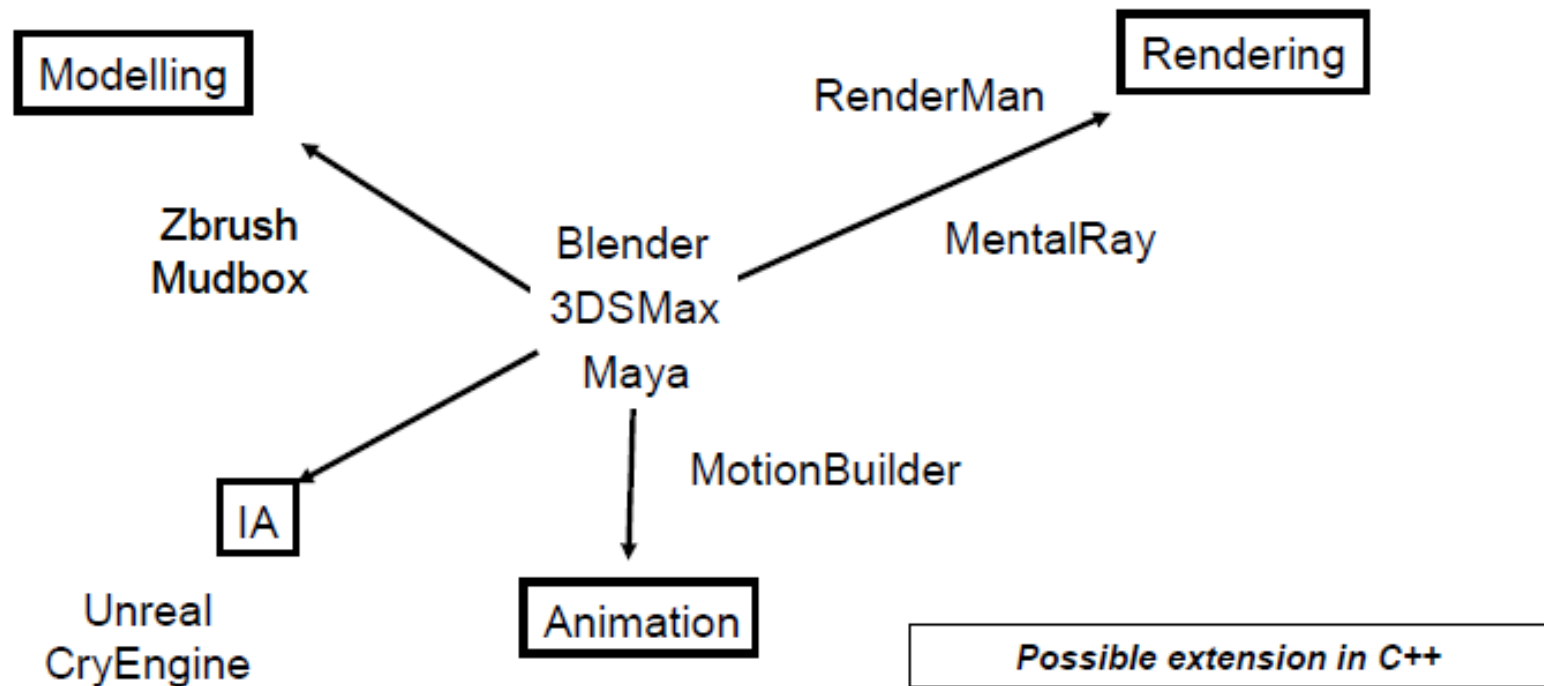 Modelling
Rendering
RenderMan
Zbrush
Mudbox
Blender
3DSMax
Maya
MentalRay
MotionBuilder
IA
Unreal
CryEngine
Animation
Possible extension in C++